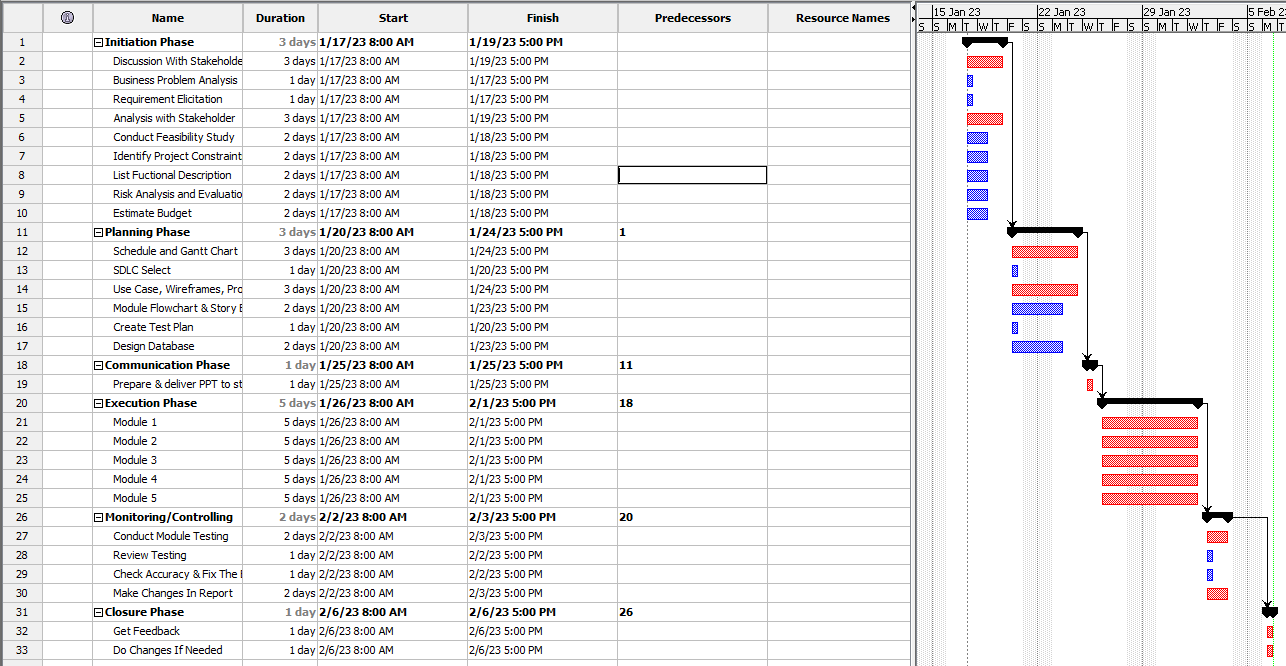 Name Duration Start Finish Predecessors Resource Names
15 Jan 23 22 Jan 23 29 Jan 23 5 Feb 2
S S M T W T F S S M T W T F S S M T W T F S S M T
1 Initiation Phase 3 days 1/17/23 8:00 AM 1/19/23 5:00 PM
2 Discussion With Stakeholde 3 days 1/17/23 8:00 AM 1/19/23 5:00 PM
3 Business Problem Analysis 1 day 1/17/23 8:00 AM 1/17/23 5:00 PM
4 Requirement Elicitation 1 day 1/17/23 8:00 AM 1/17/23 5:00 PM
5 Analysis with Stakeholder 3 days 1/17/23 8:00 AM 1/19/23 5:00 PM
6 Conduct Feasibility Study 2 days 1/17/23 8:00 AM 1/18/23 5:00 PM
7 Identify Project Constraint 2 days 1/17/23 8:00 AM 1/18/23 5:00 PM
8 List Fuctional Description 2 days 1/17/23 8:00 AM 1/18/23 5:00 PM
9 Risk Analysis and Evaluatio 2 days 1/17/23 8:00 AM 1/18/23 5:00 PM
10 Estimate Budget 2 days 1/17/23 8:00 AM 1/18/23 5:00 PM
11 Planning Phase 3 days 1/20/23 8:00 AM 1/24/23 5:00 PM 1
12 Schedule and Gantt Chart 3 days 1/20/23 8:00 AM 1/24/23 5:00 PM
13 SDLC Select 1 day 1/20/23 8:00 AM 1/20/23 5:00 PM
14 Use Case, Wireframes, Pro 3 days 1/20/23 8:00 AM 1/24/23 5:00 PM
15 Module Flowchart & Story B 2 days 1/20/23 8:00 AM 1/23/23 5:00 PM
16 Create Test Plan 1 day 1/20/23 8:00 AM 1/20/23 5:00 PM
17 Design Database 2 days 1/20/23 8:00 AM 1/23/23 5:00 PM
18 Communication Phase 1 day 1/25/23 8:00 AM 1/25/23 5:00 PM 11
19 Prepare & deliver PPT to st 1 day 1/25/23 8:00 AM 1/25/23 5:00 PM
20 Execution Phase 5 days 1/26/23 8:00 AM 2/1/23 5:00 PM 18
21 Module 1 5 days 1/26/23 8:00 AM 2/1/23 5:00 PM
22 Module 2 5 days 1/26/23 8:00 AM 2/1/23 5:00 PM
23 Module 3 5 days 1/26/23 8:00 AM 2/1/23 5:00 PM
24 Module 4 5 days 1/26/23 8:00 AM 2/1/23 5:00 PM
25 Module 5 5 days 1/26/23 8:00 AM 2/1/23 5:00 PM
26 Monitoring/Controlling 2 days 2/2/23 8:00 AM 2/3/23 5:00 PM 20
27 Conduct Module Testing 2 days 2/2/23 8:00 AM 2/3/23 5:00 PM
28 Review Testing 1 day 2/2/23 8:00 AM 2/2/23 5:00 PM
29 Check Accuracy & Fix The 1 day 2/2/23 8:00 AM 2/2/23 5:00 PM
30 Make Changes In Report 2 days 2/2/23 8:00 AM 2/3/23 5:00 PM
31 Closure Phase 1 day 2/6/23 8:00 AM 2/6/23 5:00 PM 26
32 Get Feedback 1 day 2/6/23 8:00 AM 2/6/23 5:00 PM
33 Do Changes If Needed 1 day 2/6/23 8:00 AM 2/6/23 5:00 PM